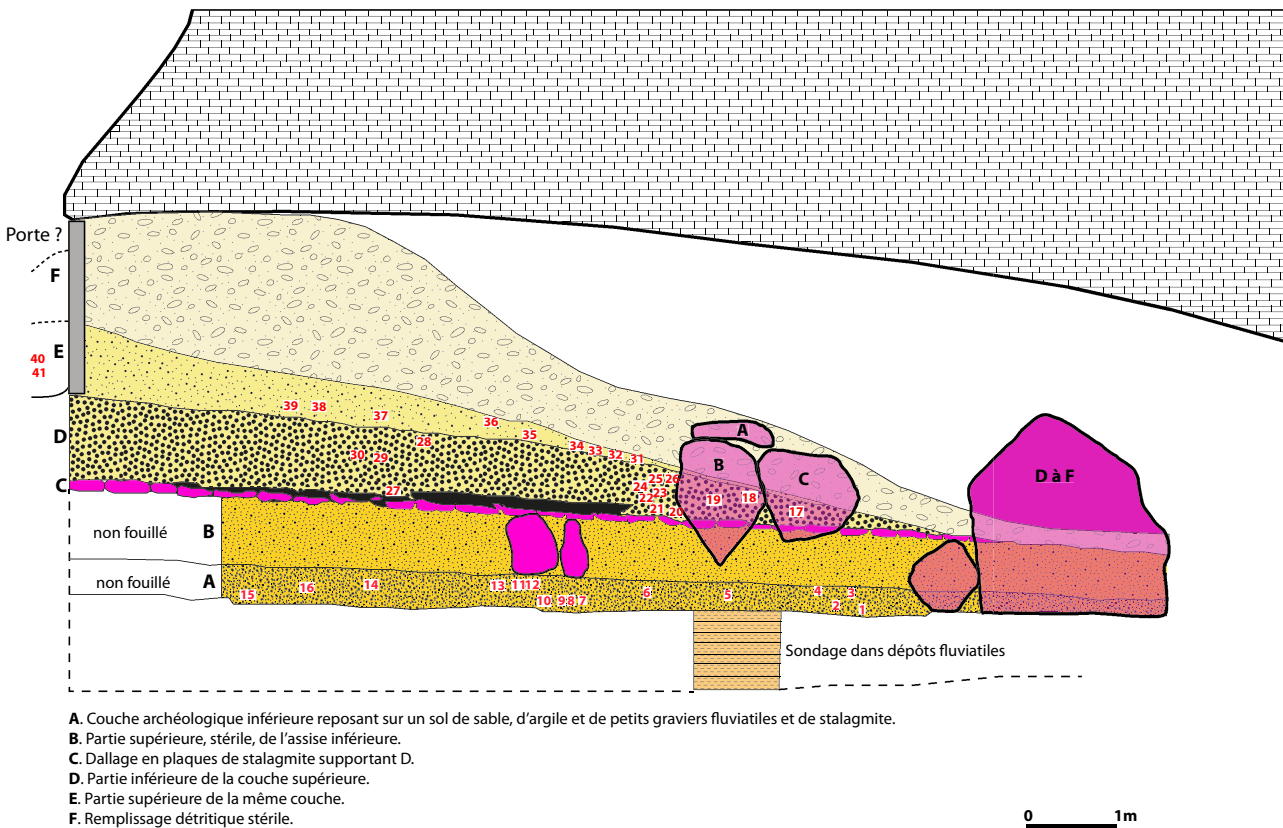 Porte ?
F
E
40
41
39 38 37 36 35 34 33 32 31
D
30 29 28
24 25 26
22 23
21 20
19 18 17
A
B
C
D à F
C
27
non fouillé B
non fouillé A
15 16 14 13 11 12 6 5 4 3
10 9 8 7 2 1
Sondage dans dépôts fluviatiles
A. Couche archéologique inférieure reposant sur un sol de sable, d'argile et de petits graviers fluviatiles et de stalagmite.
B. Partie supérieure, stérile, de l'assise inférieure.
C. Dallage en plaques de stalagmite supportant D.
D. Partie inférieure de la couche supérieure.
E. Partie supérieure de la même couche.
F. Remplissage détritique stérile.
0 1m